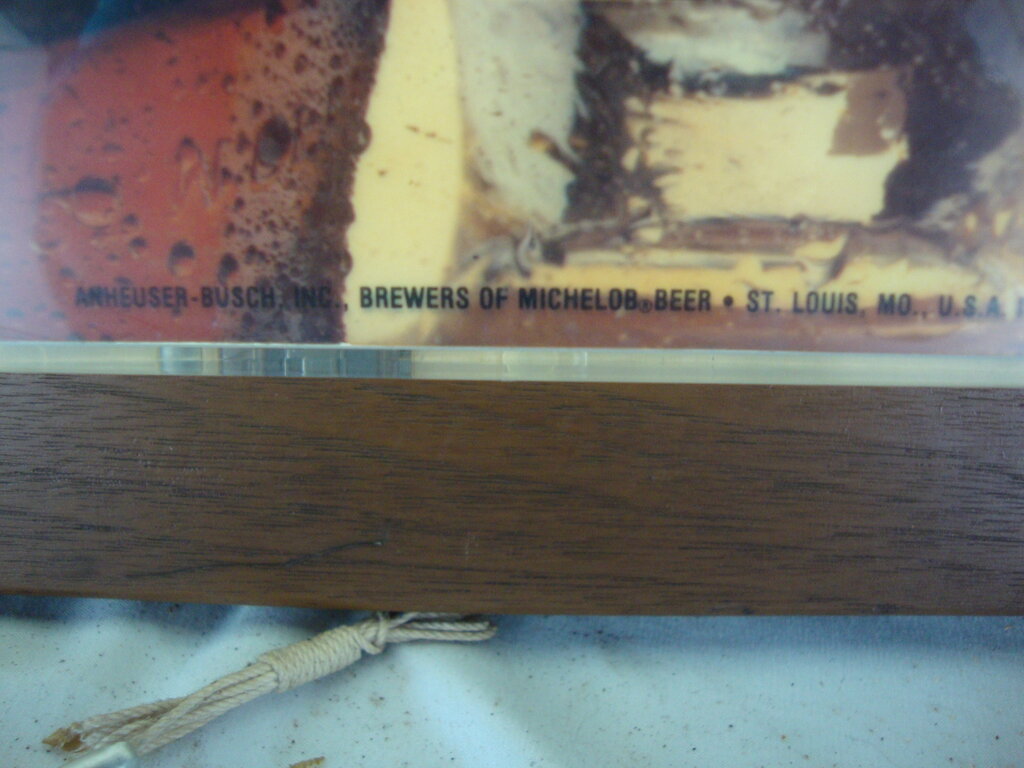 ANHEUSER-BUSCH, INC., BREWERS OF MICHELOB® BEER • ST. LOUIS, MO., U.S.A.